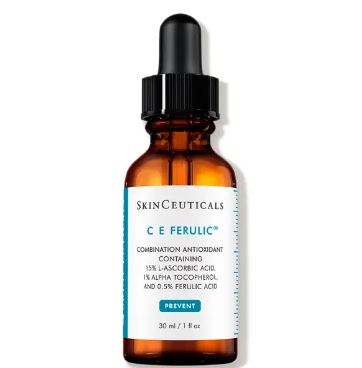 SKINCEUTICALS
C E FERULIC™
COMBINATION ANTIOXIDANT
CONTAINING
15% L-ASCORBIC ACID,
1% ALPHA TOCOPHEROL,
AND 0.5% FERULIC ACID
PREVENT
30 ml / 1 fl oz